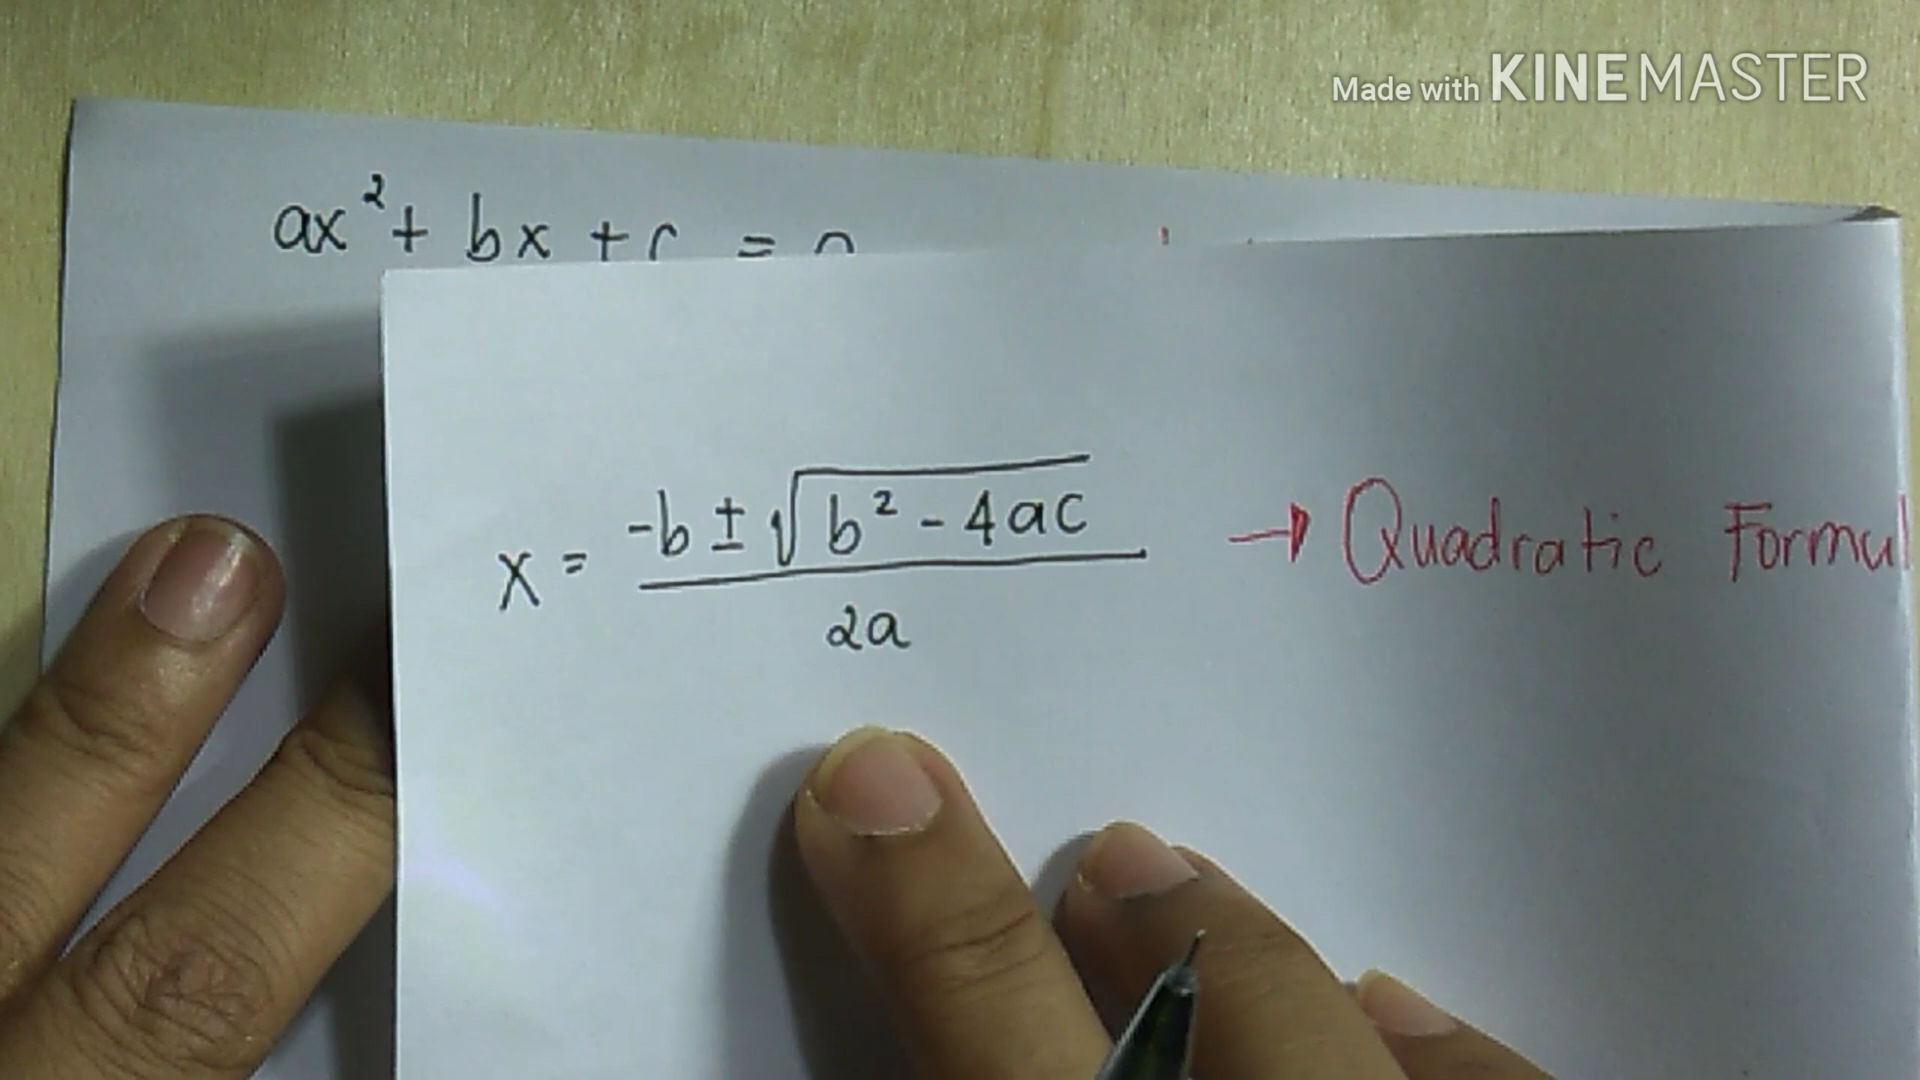 Made with KINEMASTER
ax² + bx + c = 0
x = -b ± √b² - 4ac / 2a → Quadratic Formul